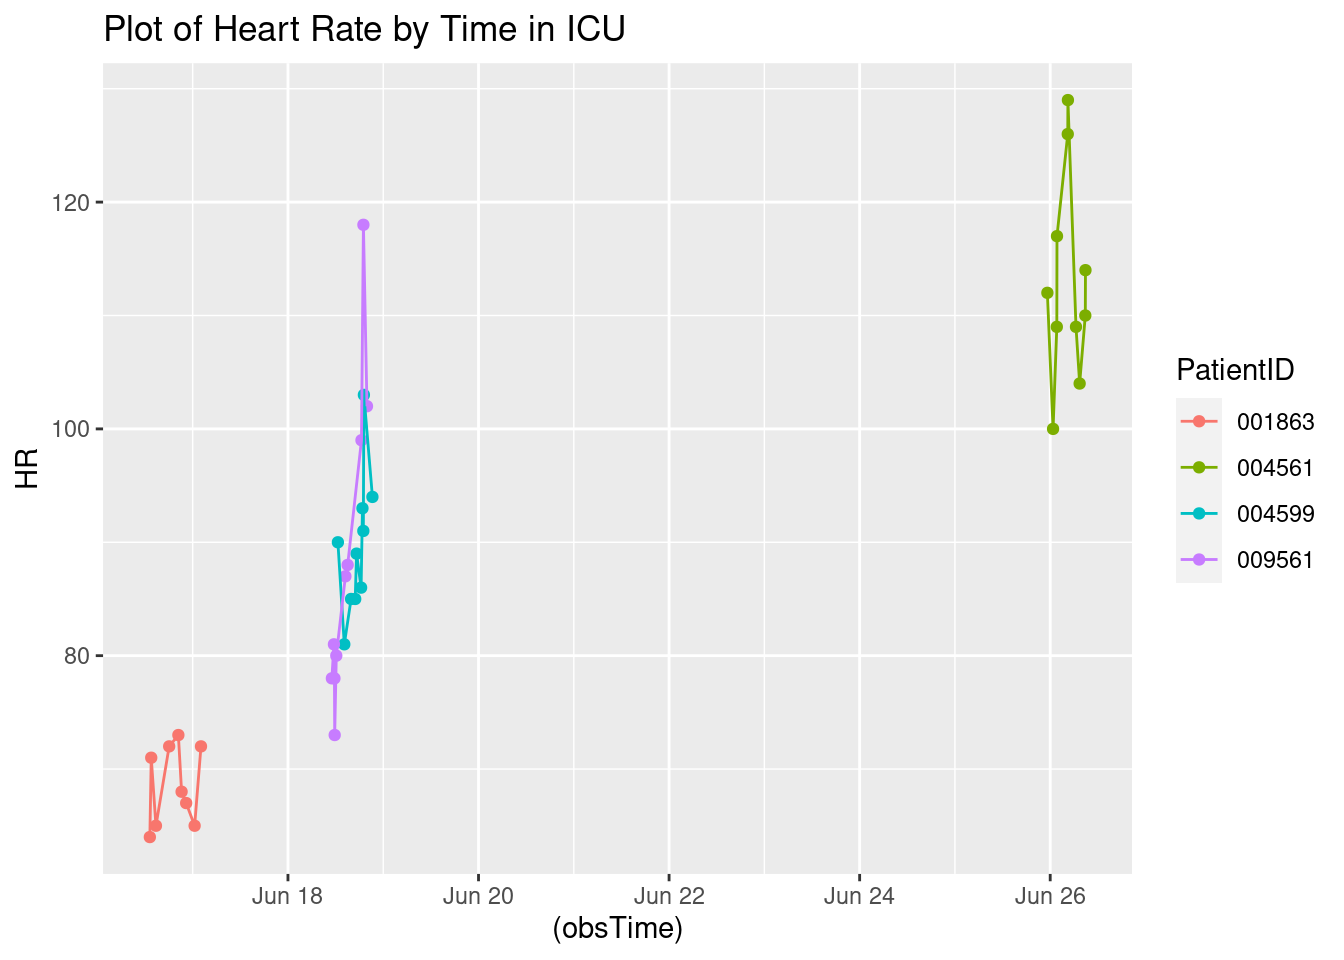 Plot of Heart Rate by Time in ICU
120
100
80
HR
Jun 18
Jun 20
Jun 22
Jun 24
Jun 26
(obsTime)
PatientID
001863
004561
004599
009561